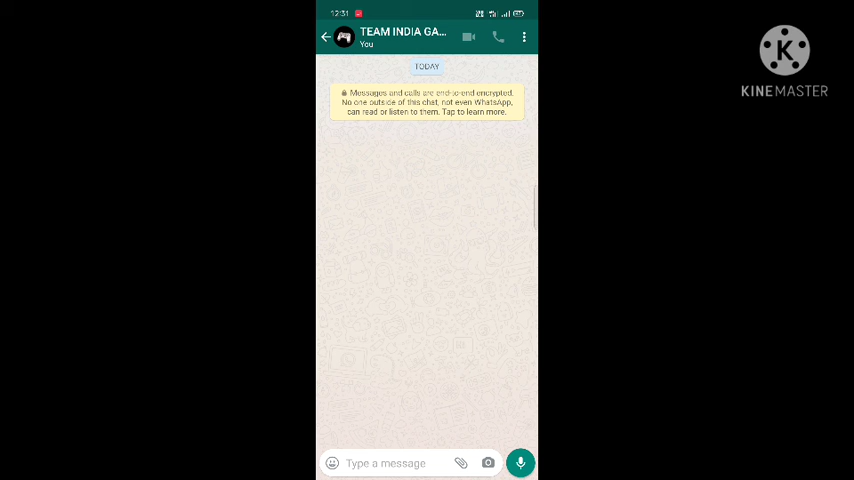 12:31
TEAM INDIA GA...
You
TODAY
Messages and calls are end-to-end encrypted.
No one outside of this chat, not even WhatsApp,
can read or listen to them. Tap to learn more.
Type a message
K
KINEMASTER